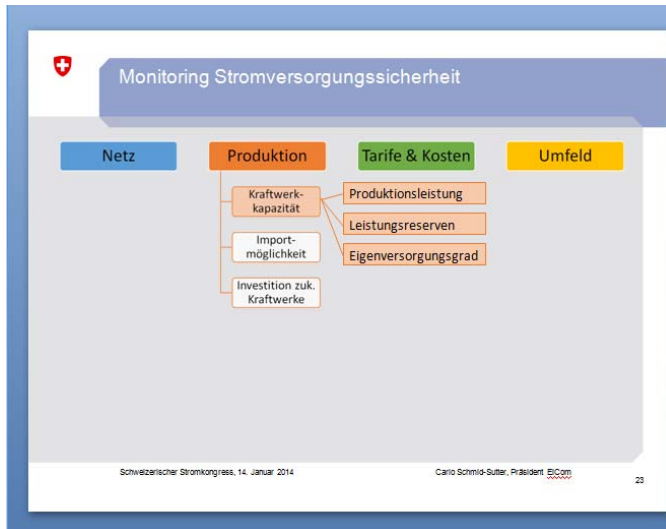 Monitoring Stromversorgungssicherheit
Netz
Produktion
Tarife & Kosten
Umfeld
Kraftwerk-
kapazität
Import-
möglichkeit
Investition zuk.
Kraftwerke
Produktionsleistung
Leistungsreserven
Eigenversorgungsgrad
Schweizerischer Stromkongress, 14. Januar 2014
Carlo Schmid-Sutter, Präsident ElCom
23